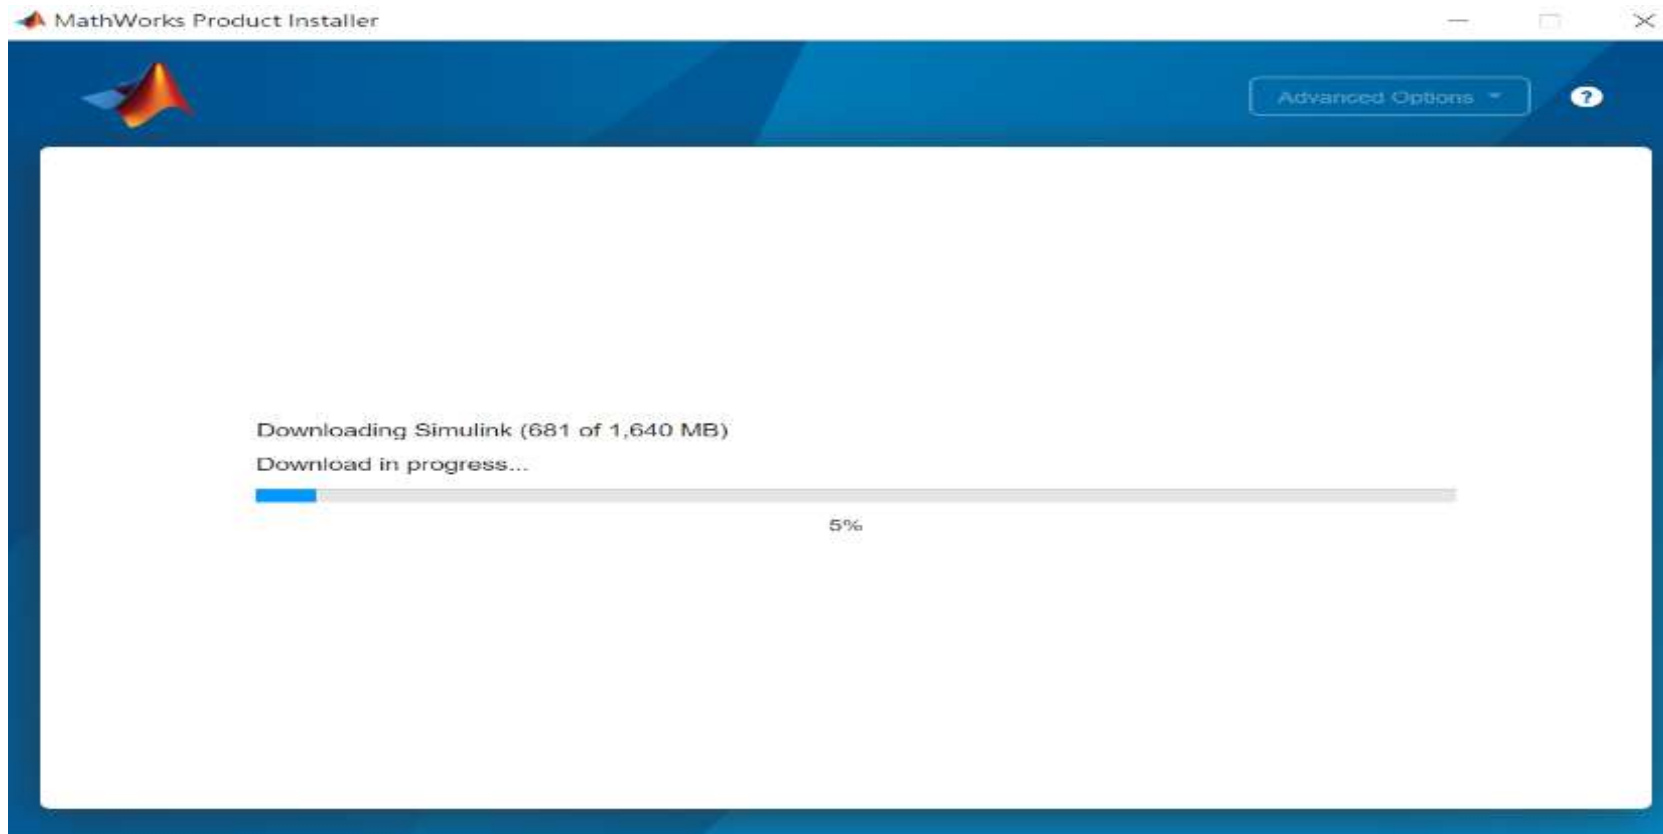 MathWorks Product Installer
Advanced Options
?
Downloading Simulink (681 of 1,640 MB)
Download in progress...
5%